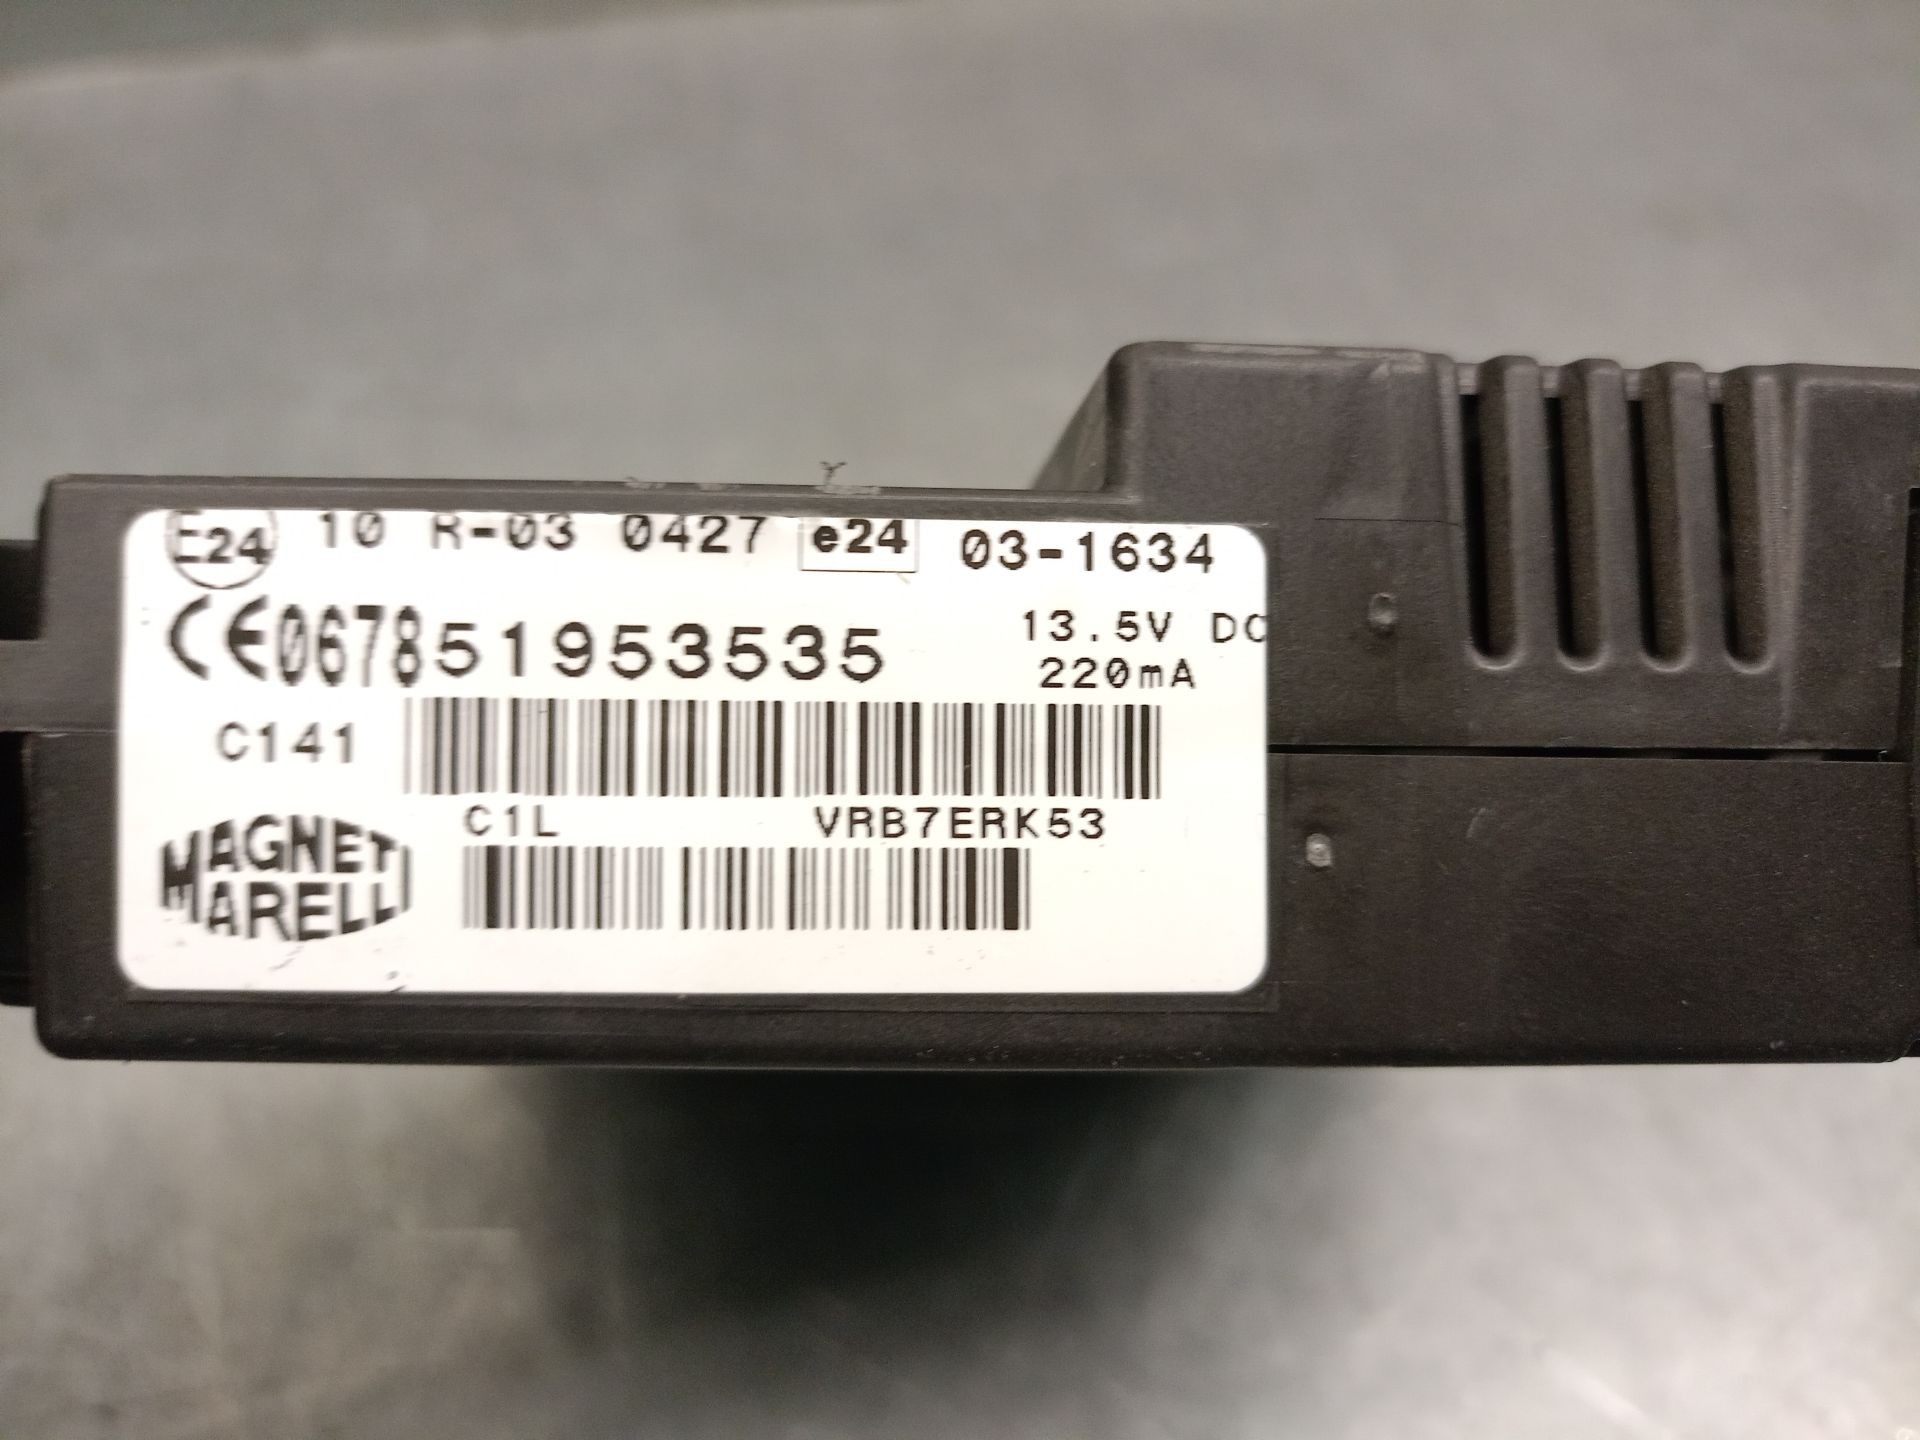 E24 10 R-03 0427 e24 03-1634
CE0678 51953535 13.5V DC
220mA
C141
C1L VRB7ERK53
MAGNETI
MARELLI